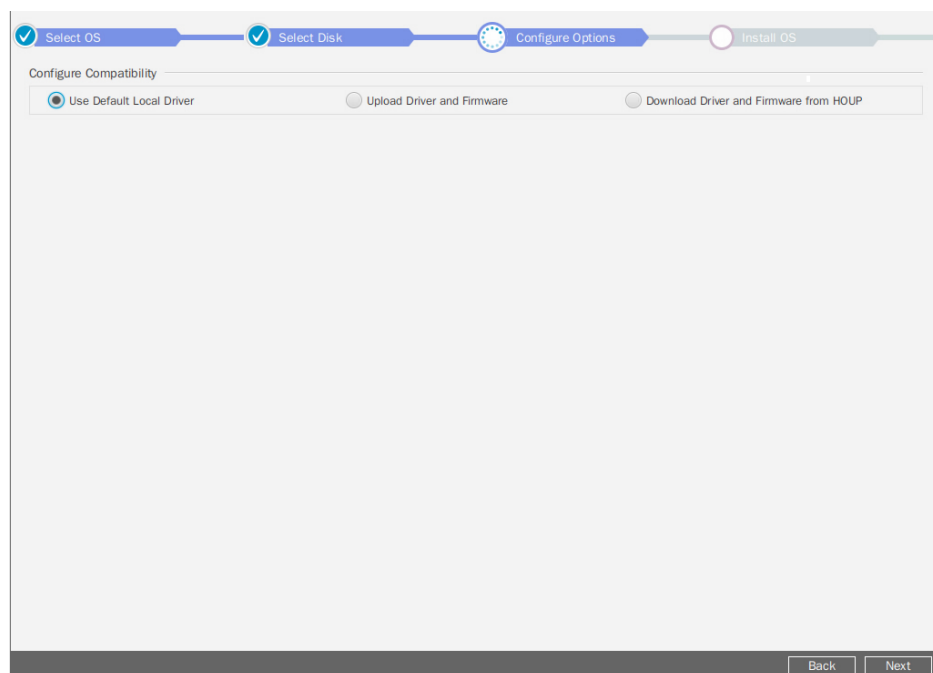 Select OS
Select Disk
Configure Options
Install OS
Configure Compatibility
Use Default Local Driver
Upload Driver and Firmware
Download Driver and Firmware from HOUP
Back
Next